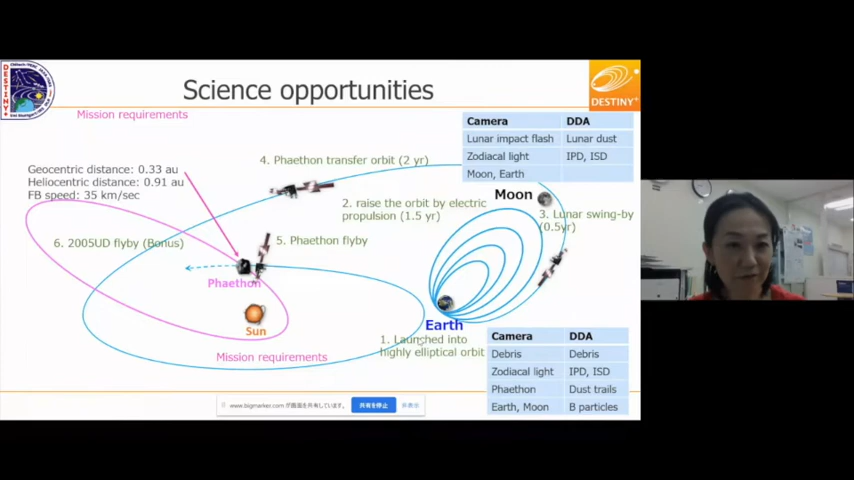 Science opportunities
DESTINY+
DESTINY
Mission requirements
Camera DDA
Lunar impact flash Lunar dust
Zodiacal light IPD, ISD
Moon, Earth
Geocentric distance: 0.33 au
Heliocentric distance: 0.91 au
FB speed: 35 km/sec
4. Phaethon transfer orbit (2 yr)
2. raise the orbit by electric
propulsion (1.5 yr)
Moon
3. Lunar swing-by
(0.5yr)
6. 2005UD flyby (Bonus)
5. Phaethon flyby
Phaethon
Sun
Earth
1. Launched into
highly elliptical orbit
Mission requirements
Camera DDA
Debris Debris
Zodiacal light IPD, ISD
Phaethon Dust trails
Earth, Moon B particles
www.bigmarker.com が画面を共有しています。 共有を停止 非表示